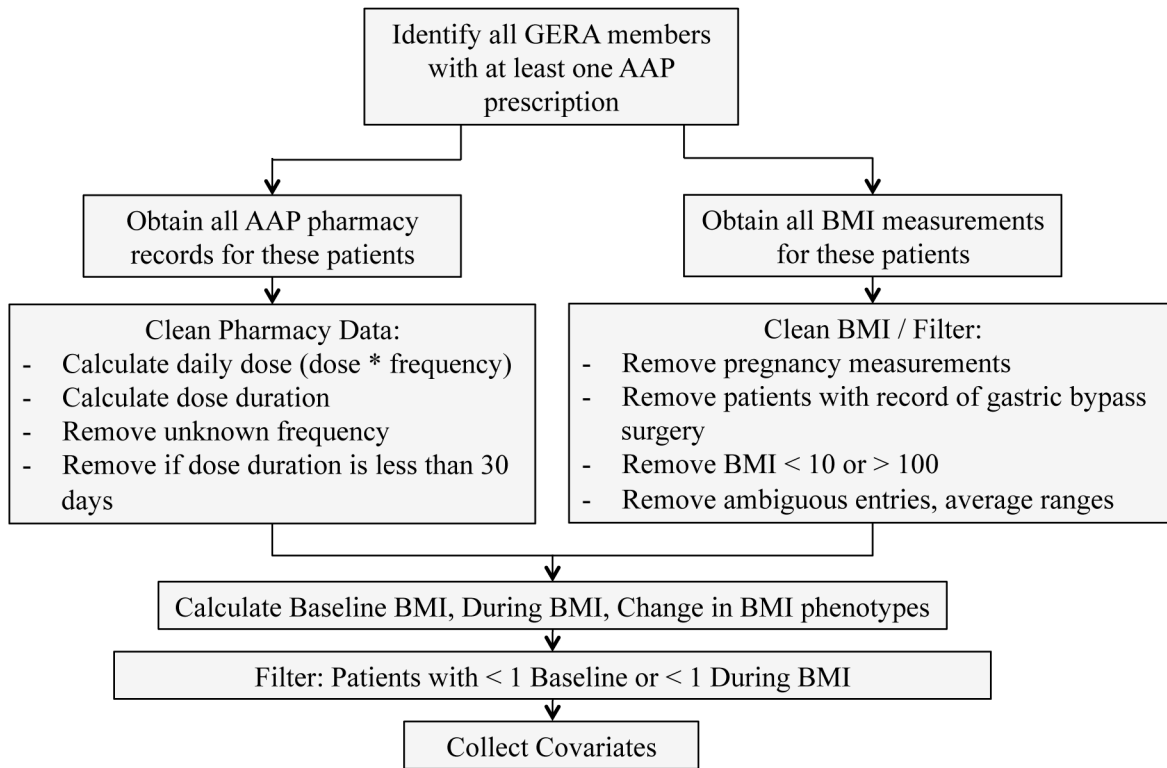 Identify all GERA members
with at least one AAP
prescription
Obtain all AAP pharmacy
records for these patients
Obtain all BMI measurements
for these patients
Clean Pharmacy Data:
- Calculate daily dose (dose * frequency)
- Calculate dose duration
- Remove unknown frequency
- Remove if dose duration is less than 30
days
Clean BMI / Filter:
- Remove pregnancy measurements
- Remove patients with record of gastric bypass
surgery
- Remove BMI < 10 or > 100
- Remove ambiguous entries, average ranges
Calculate Baseline BMI, During BMI, Change in BMI phenotypes
Filter: Patients with < 1 Baseline or < 1 During BMI
Collect Covariates